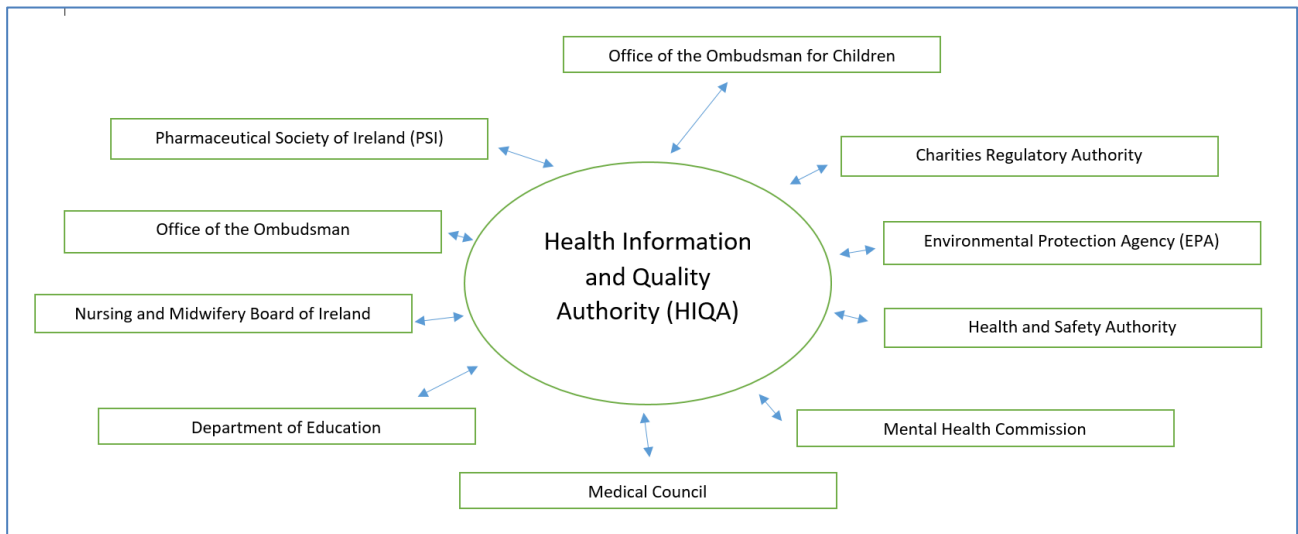 Office of the Ombudsman for Children
Pharmaceutical Society of Ireland (PSI)
Charities Regulatory Authority
Office of the Ombudsman
Health Information
and Quality
Authority (HIQA)
Environmental Protection Agency (EPA)
Nursing and Midwifery Board of Ireland
Health and Safety Authority
Department of Education
Mental Health Commission
Medical Council